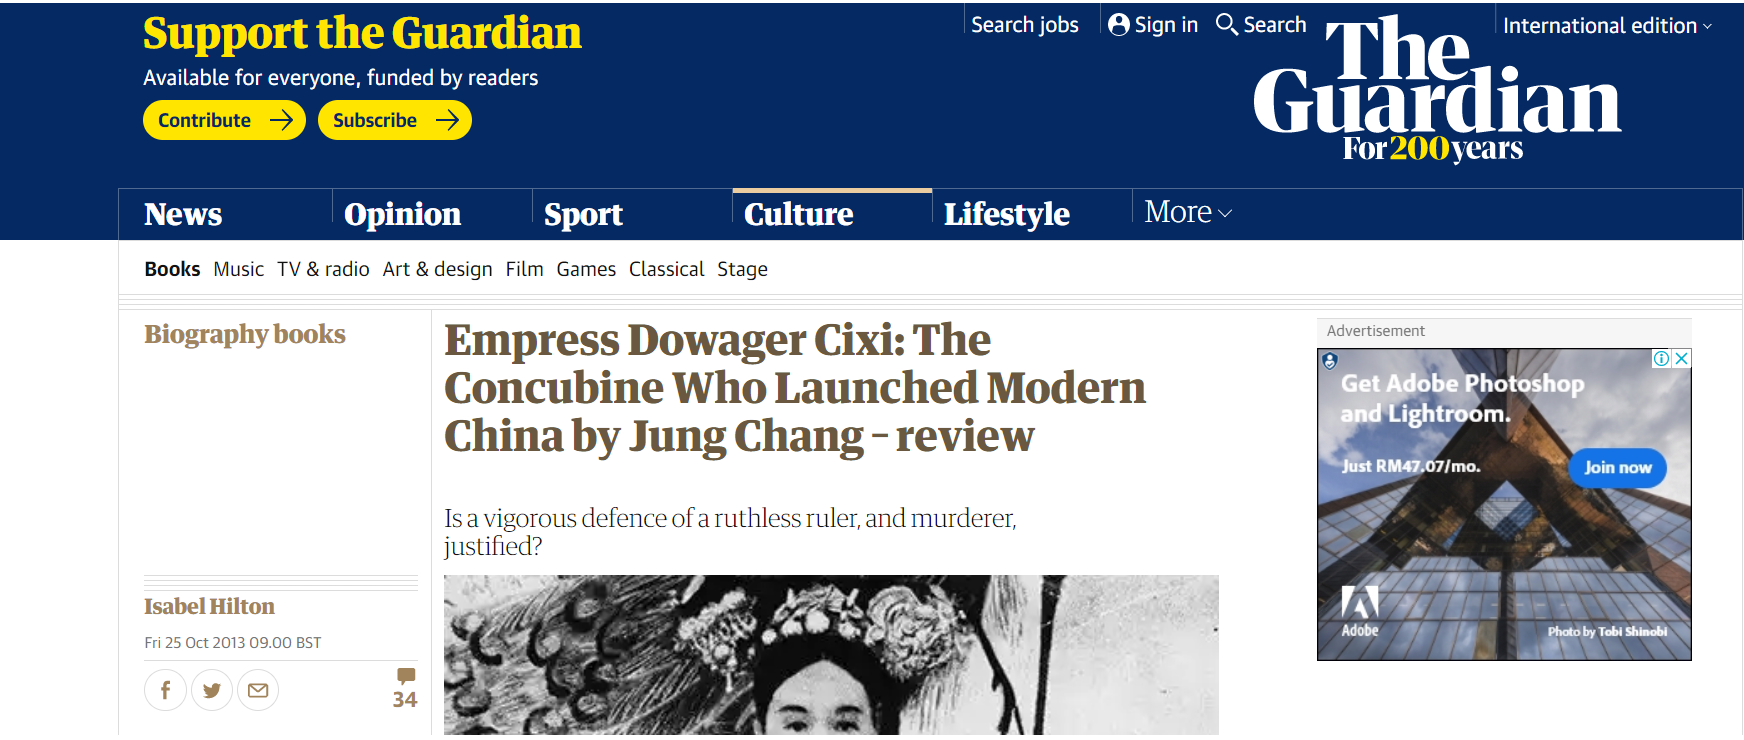 Support the Guardian
Available for everyone, funded by readers
Contribute
Subscribe
Search jobs
Sign in
Search
International edition
The
Guardian
For 200 years
News
Opinion
Sport
Culture
Lifestyle
More
Books Music TV & radio Art & design Film Games Classical Stage
Biography books
Empress Dowager Cixi: The
Concubine Who Launched Modern
China by Jung Chang – review
Is a vigorous defence of a ruthless ruler, and murderer,
justified?
Isabel Hilton
Fri 25 Oct 2013 09.00 BST
34
Advertisement
Get Adobe Photoshop
and Lightroom.
Just RM47.07/mo.
Join now
Adobe
Photo by Tobi Shinobi